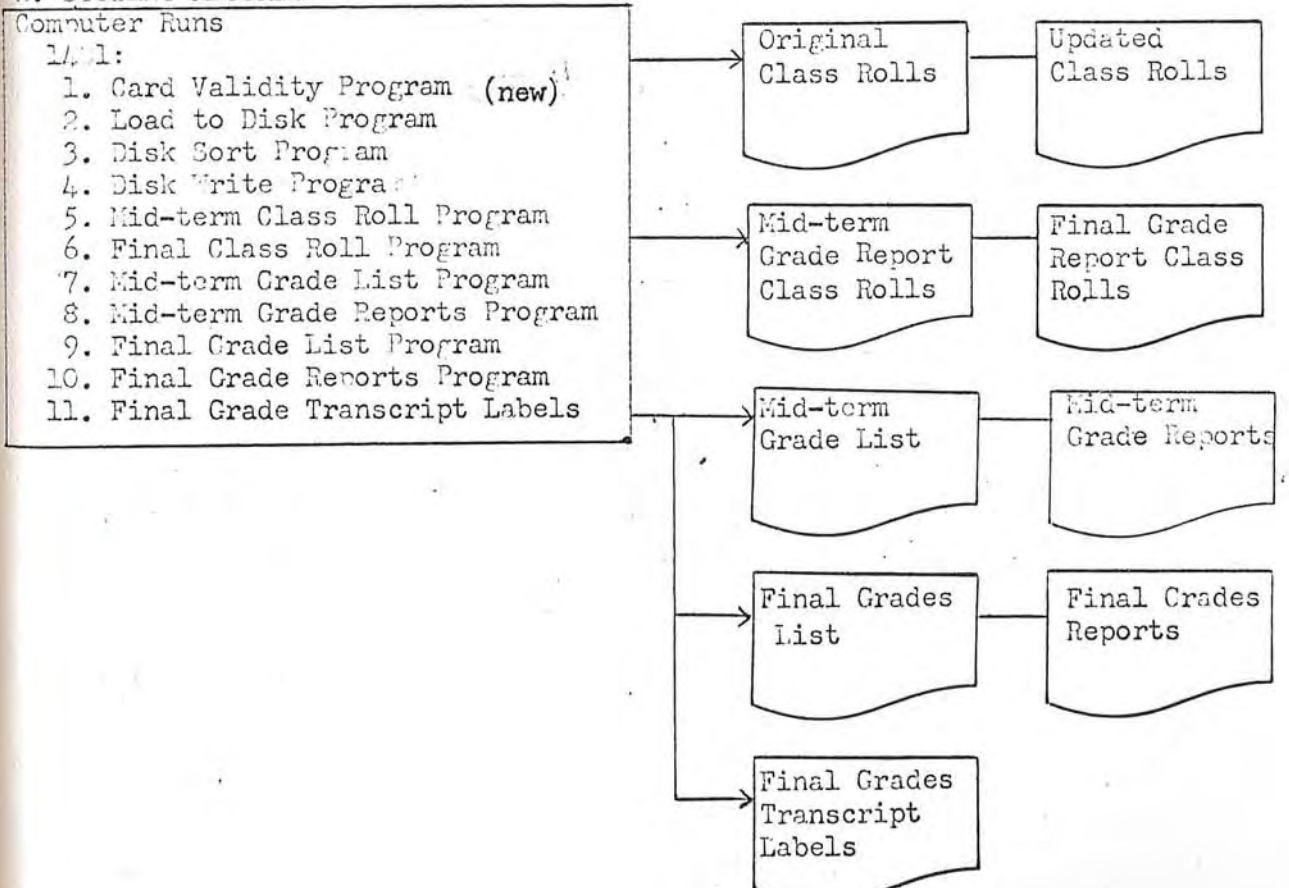 Computer Runs
1401:
1. Card Validity Program (new)
2. Load to Disk Program
3. Disk Sort Program
4. Disk Write Program
5. Mid-term Class Roll Program
6. Final Class Roll Program
7. Mid-term Grade List Program
8. Mid-term Grade Reports Program
9. Final Grade List Program
10. Final Grade Reports Program
11. Final Grade Transcript Labels
Original
Class Rolls
Updated
Class Rolls
Mid-term
Grade Report
Class Rolls
Final Grade
Report Class
Rolls
Mid-term
Grade List
Mid-term
Grade Reports
Final Grades
List
Final Grades
Reports
Final Grades
Transcript
Labels